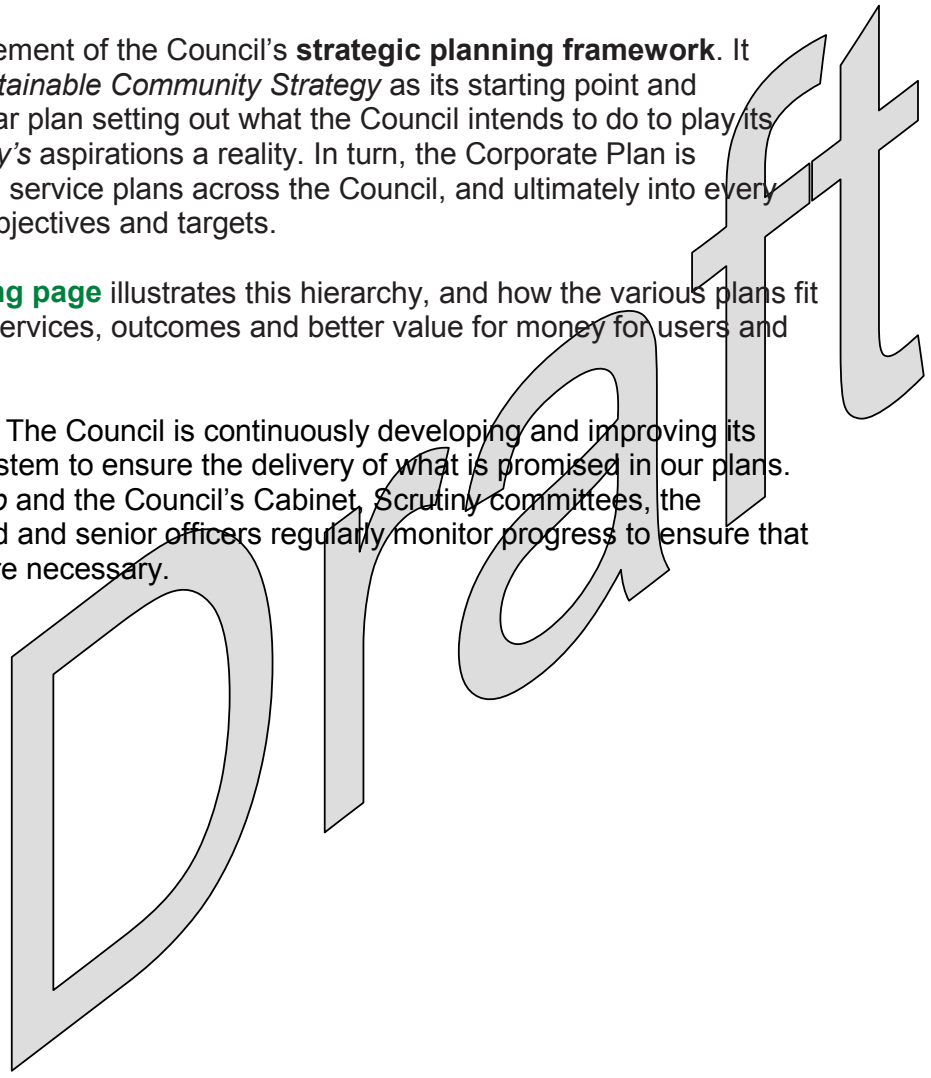 ement of the Council’s strategic planning framework. It
tainable Community Strategy as its starting point and
ar plan setting out what the Council intends to do to play its
y’s aspirations a reality. In turn, the Corporate Plan is
service plans across the Council, and ultimately into every
bjectives and targets.
ng page illustrates this hierarchy, and how the various plans fit
ervices, outcomes and better value for money for users and
The Council is continuously developing and improving its
stem to ensure the delivery of what is promised in our plans.
and the Council’s Cabinet, Scrutiny committees, the
d and senior officers regularly monitor progress to ensure that
re necessary.
Draft